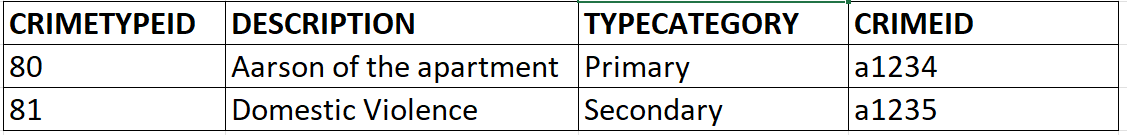 CRIMETYPEID DESCRIPTION TYPECATEGORY CRIMEID
80 Aarson of the apartment Primary a1234
81 Domestic Violence Secondary a1235